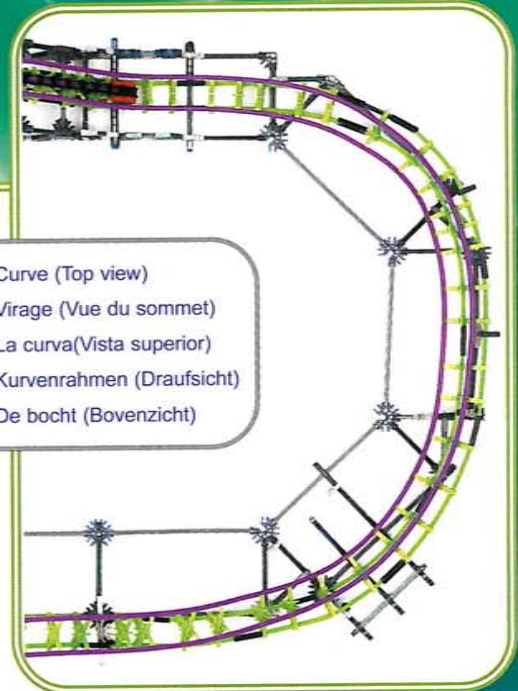 Curve (Top view)
Virage (Vue du sommet)
La curva(Vista superior)
Kurvenrahmen (Draufsicht)
De bocht (Bovenzicht)